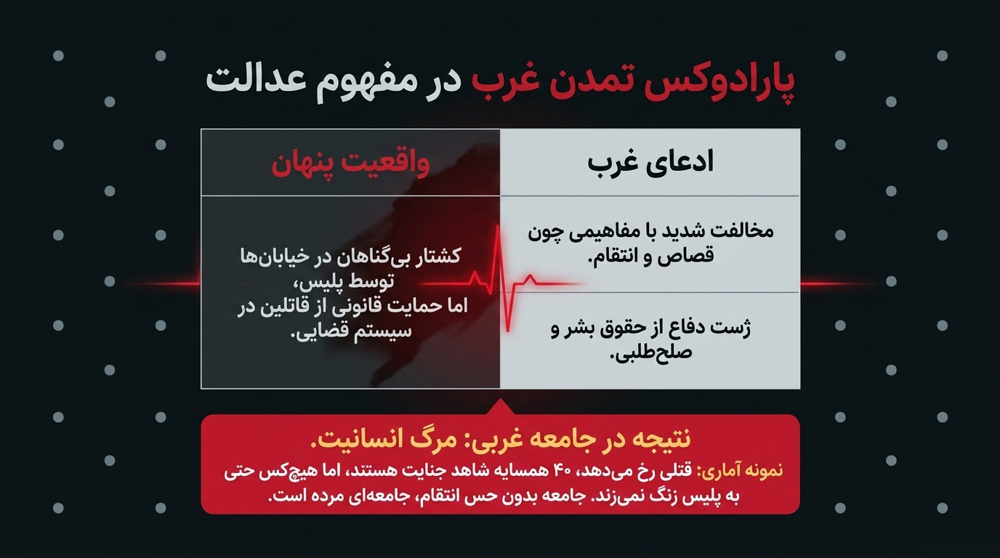 پارادوکس تمدن غرب در مفهوم عدالت
ادعای غرب
مخالفت شدید با مفاهیمی چون
قصاص و انتقام.
ژست دفاع از حقوق بشر و
صلح‌طلبی.
واقعیت پنهان
کشتار بی‌گناهان در خیابان‌ها
توسط پلیس،
اما حمایت قانونی از قاتلین در
سیستم قضایی.
نتیجه در جامعه غربی: مرگ انسانیت.
نمونه آماری: قتلی رخ می‌دهد، ۴۰ همسایه شاهد جنایت هستند، اما هیچ‌کس حتی
به پلیس زنگ نمی‌زند. جامعه بدون حس انتقام، جامعه‌ای مرده است.